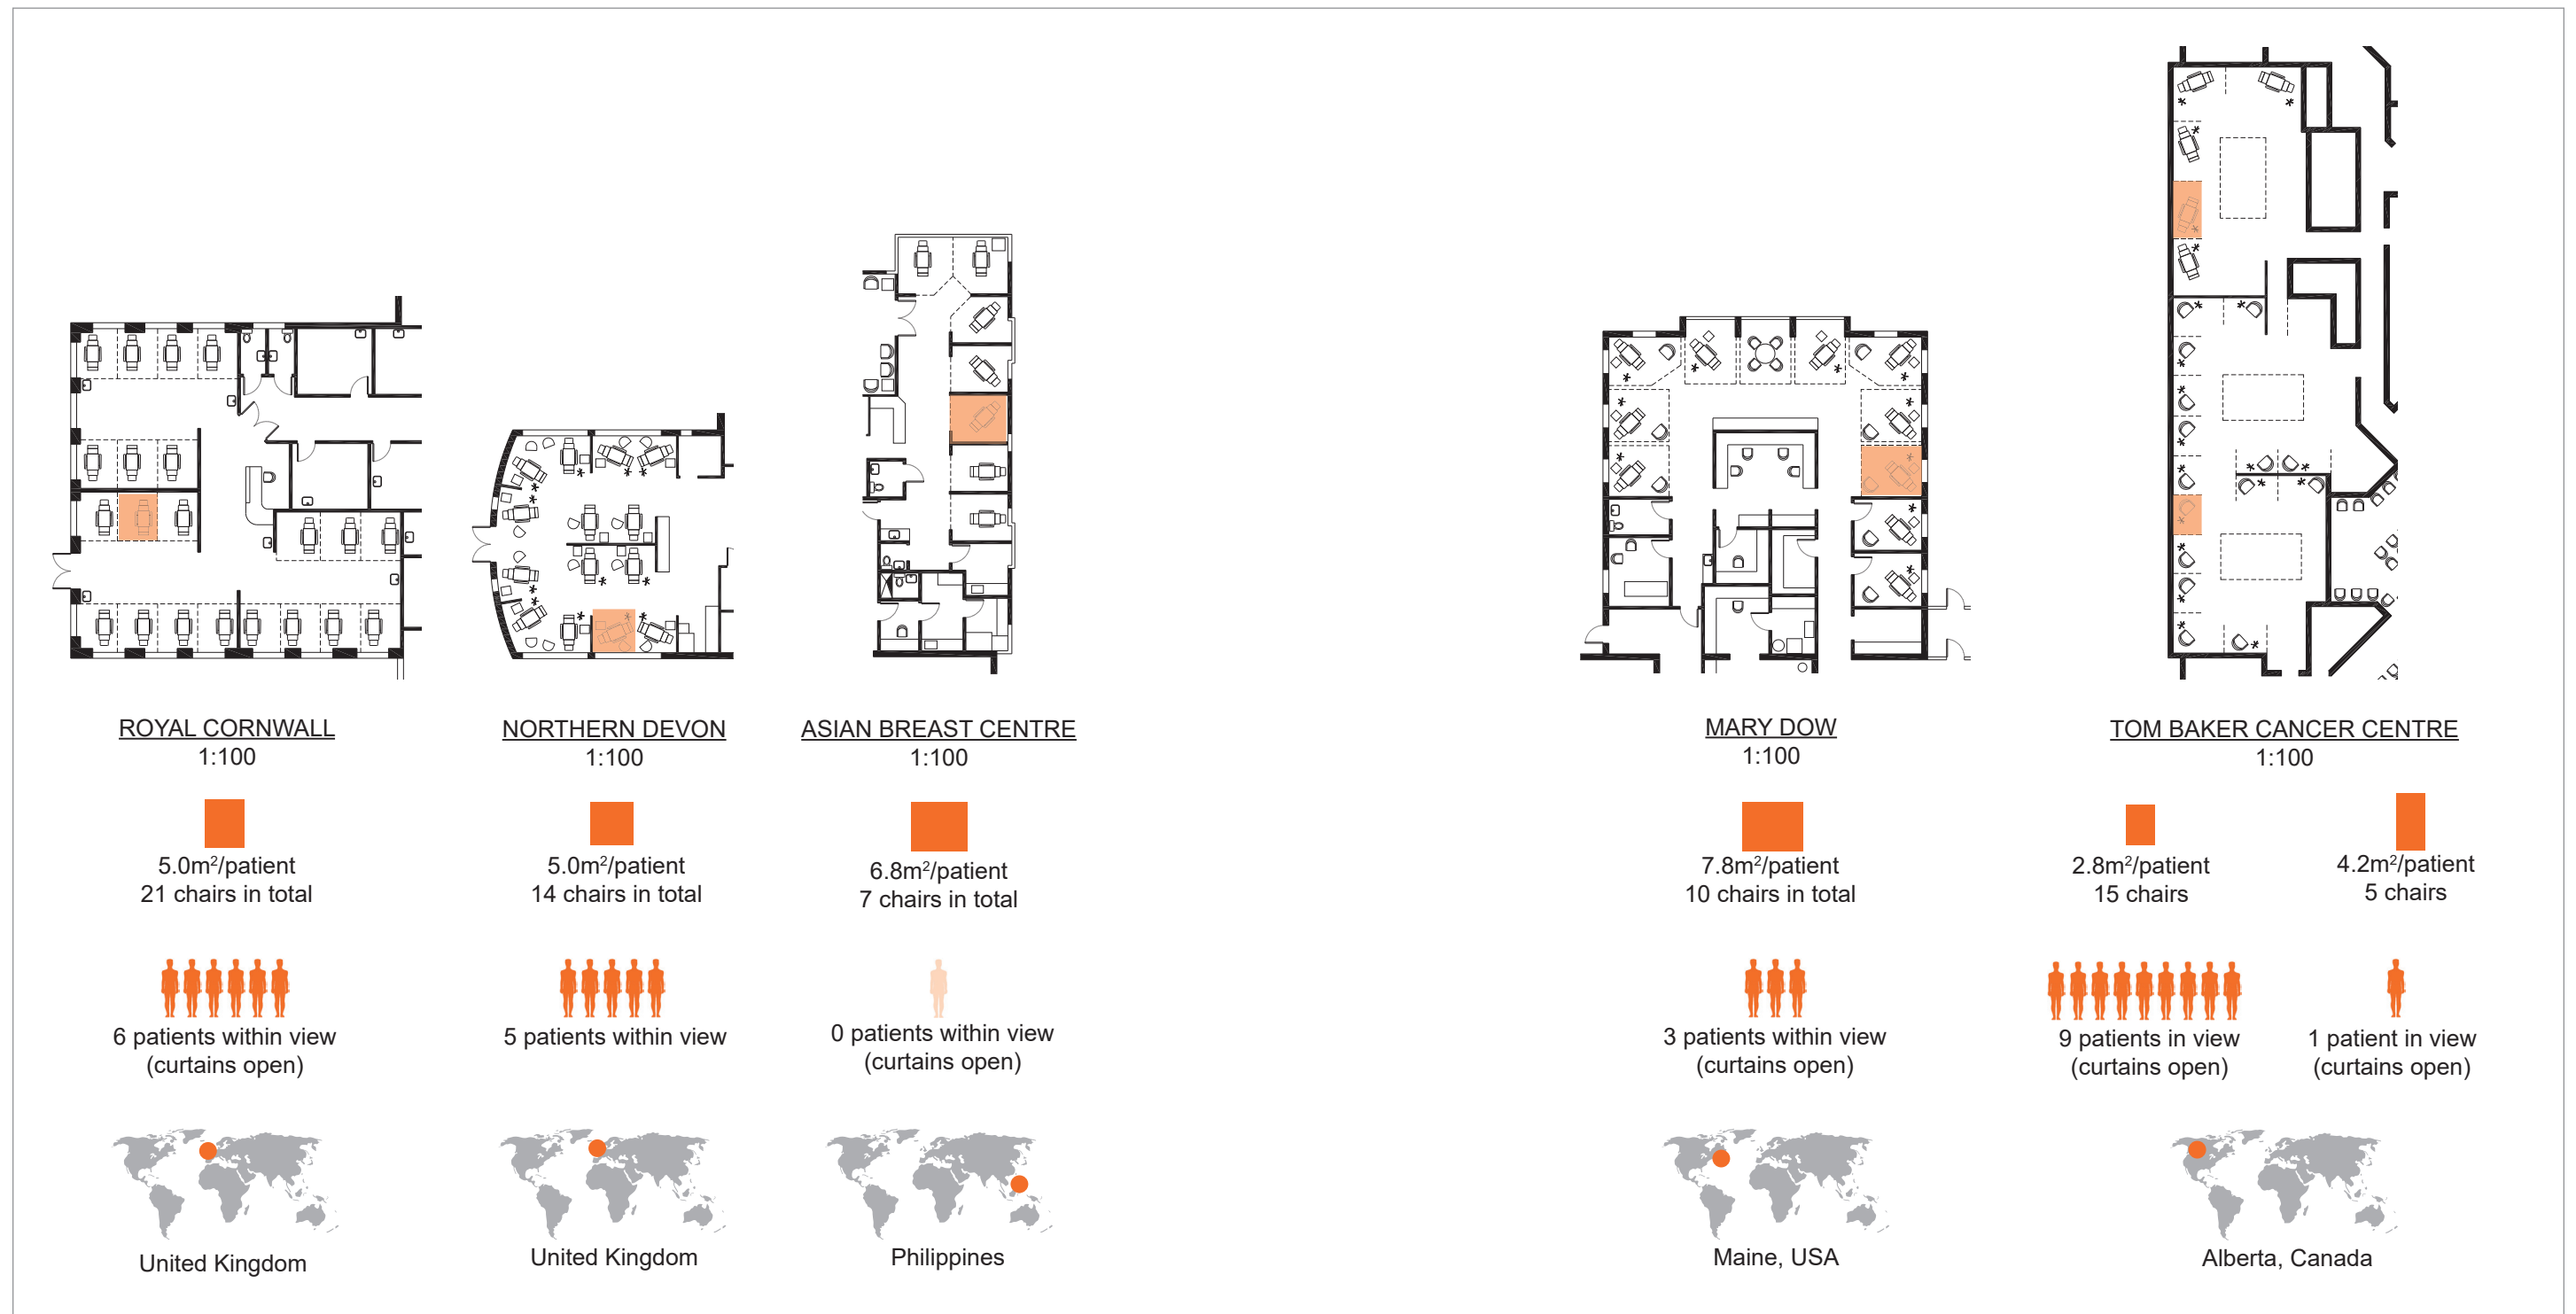 ROYAL CORNWALL
1:100
5.0m²/patient
21 chairs in total
6 patients within view
(curtains open)
United Kingdom
NORTHERN DEVON
1:100
5.0m²/patient
14 chairs in total
5 patients within view
United Kingdom
ASIAN BREAST CENTRE
1:100
6.8m²/patient
7 chairs in total
0 patients within view
(curtains open)
Philippines
MARY DOW
1:100
7.8m²/patient
10 chairs in total
3 patients within view
(curtains open)
Maine, USA
TOM BAKER CANCER CENTRE
1:100
2.8m²/patient
15 chairs
9 patients in view
(curtains open)
4.2m²/patient
5 chairs
1 patient in view
(curtains open)
Alberta, Canada